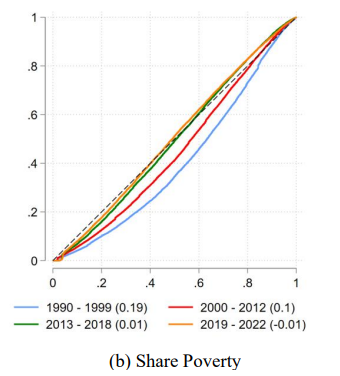 1
.8
.6
.4
.2
0
0 .2 .4 .6 .8 1
1990 - 1999 (0.19) 2000 - 2012 (0.1)
2013 - 2018 (0.01) 2019 - 2022 (-0.01)
(b) Share Poverty